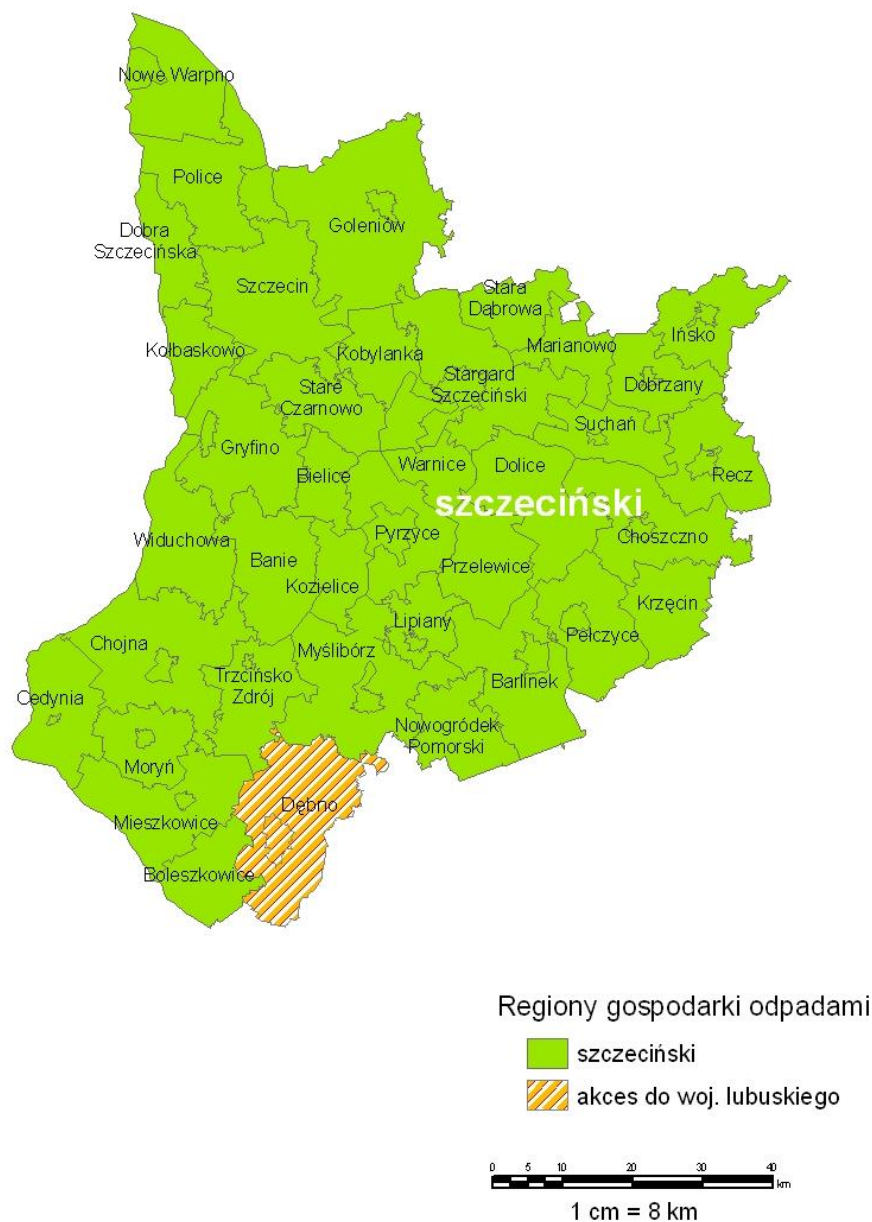 Nowe Warpno
Police
Dobra
Szczecińska
Goleniów
Szczecin
Stara
Dąbrowa
Ińsko
Kołbaskowo
Kobylanka
Marianowo
Stargard
Szczeciński
Dobrzany
Stare
Czarnowo
Suchań
Gryfino
Bielice
Warnice
Dolice
Recz
szczeciński
Widuchowa
Banie
Pyrzyce
Choszczno
Kozielice
Przelewice
Krzęcin
Chojna
Myślibórz
Lipiany
Pełczyce
Cedynia
Trzcińsko
Zdrój
Barlinek
Nowogródek
Pomorski
Moryń
Mieszkowice
Dębno
Boleszkowice
Regiony gospodarki odpadami
szczeciński
akces do woj. lubuskiego
0 5 10 20 30 40
km
1 cm = 8 km